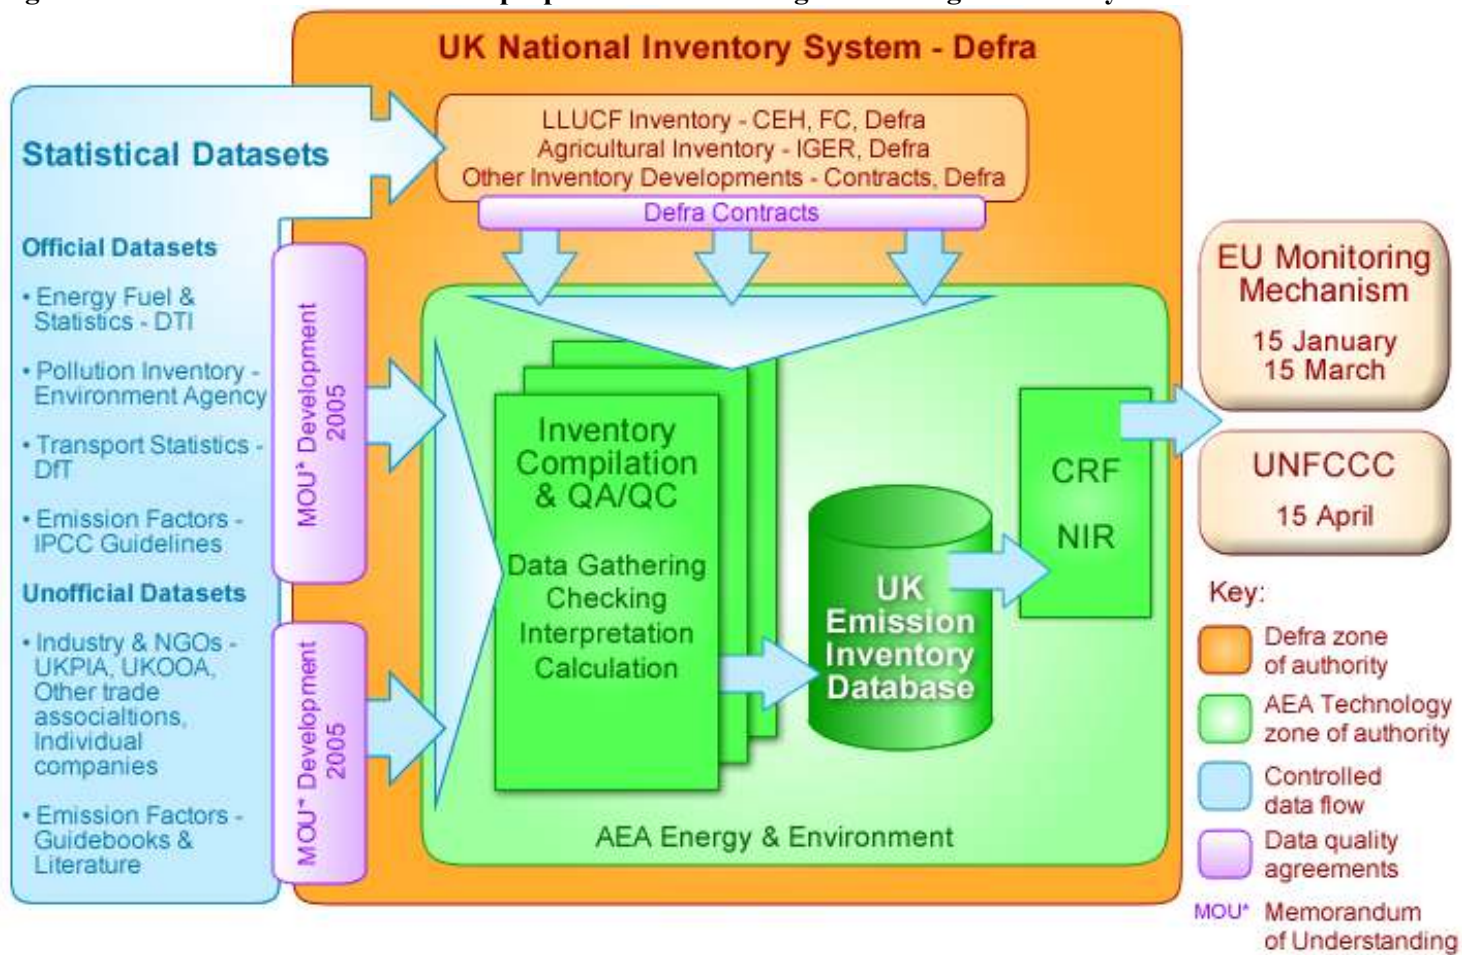 UK National Inventory System - Defra
LLUCF Inventory - CEH, FC, Defra
Agricultural Inventory - IGER, Defra
Other Inventory Developments - Contracts, Defra
Defra Contracts
Statistical Datasets
Official Datasets
• Energy Fuel &
Statistics - DTI
• Pollution Inventory -
Environment Agency
• Transport Statistics -
DfT
• Emission Factors -
IPCC Guidelines
Unofficial Datasets
• Industry & NGOs -
UKPIA, UKOOA,
Other trade
associaltions,
Individual
companies
• Emission Factors -
Guidebooks &
Literature
MOU* Development
2005
MOU* Development
2005
Inventory
Compilation
& QA/QC
Data Gathering
Checking
Interpretation
Calculation
UK
Emission
Inventory
Database
CRF
NIR
AEA Energy & Environment
EU Monitoring
Mechanism
15 January
15 March
UNFCCC
15 April
Key:
Defra zone
of authority
AEA Technology
zone of authority
Controlled
data flow
Data quality
agreements
MOU* Memorandum
of Understanding